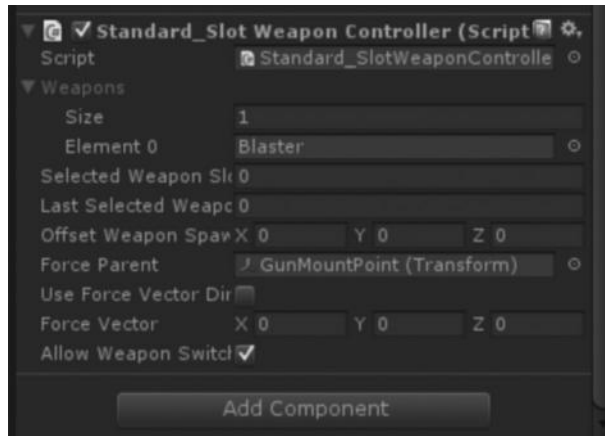 Standard_Slot Weapon Controller (Script
Script Standard_SlotWeaponControlle
Weapons
Size 1
Element 0 Blaster
Selected Weapon Slo 0
Last Selected Weapo 0
Offset Weapon Spaw X 0 Y 0 Z 0
Force Parent GunMountPoint (Transform)
Use Force Vector Dir
Force Vector X 0 Y 0 Z 0
Allow Weapon Switch
Add Component